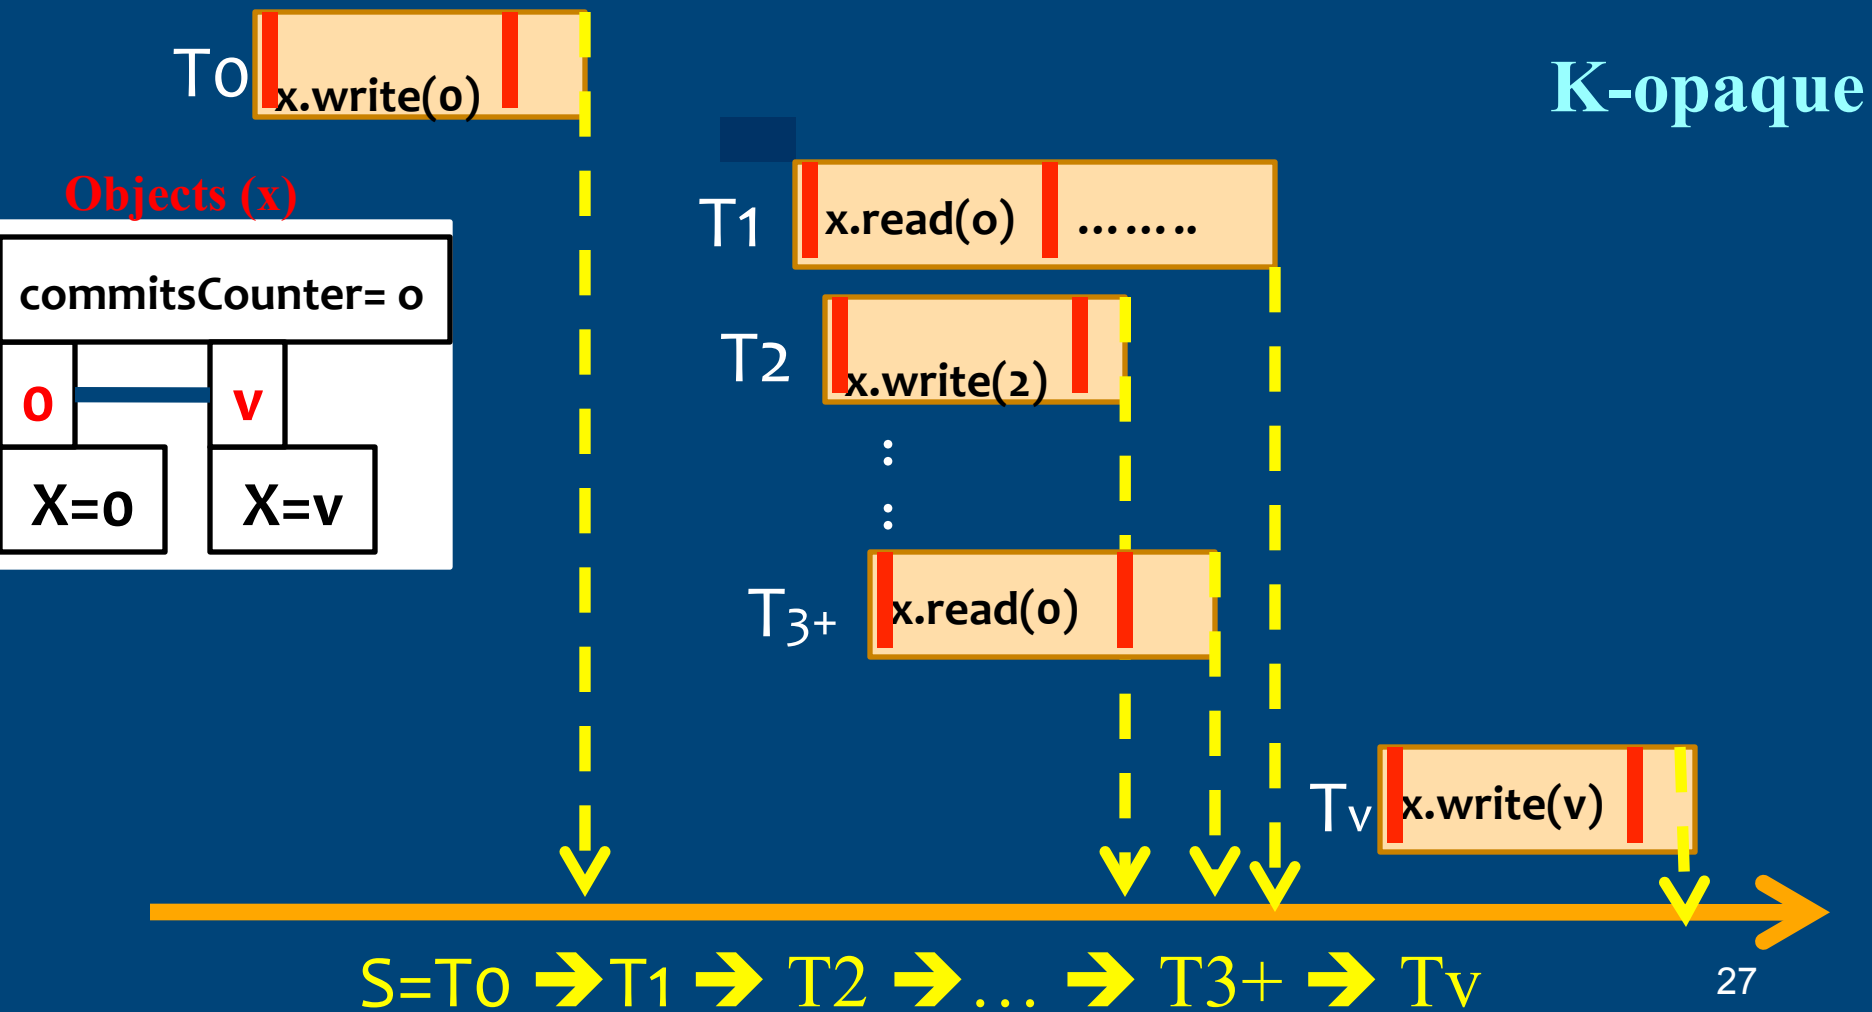 K-opaque
T0
x.write(0)
Objects (x)
commitsCounter= 0
0
v
X=0
X=v
T1
x.read(0)
……..
T2
x.write(2)
:
:
T3+
x.read(0)
Tv
x.write(v)
S=T0 ➔T1 ➔ T2 ➔… ➔ T3+ ➔ Tv
27